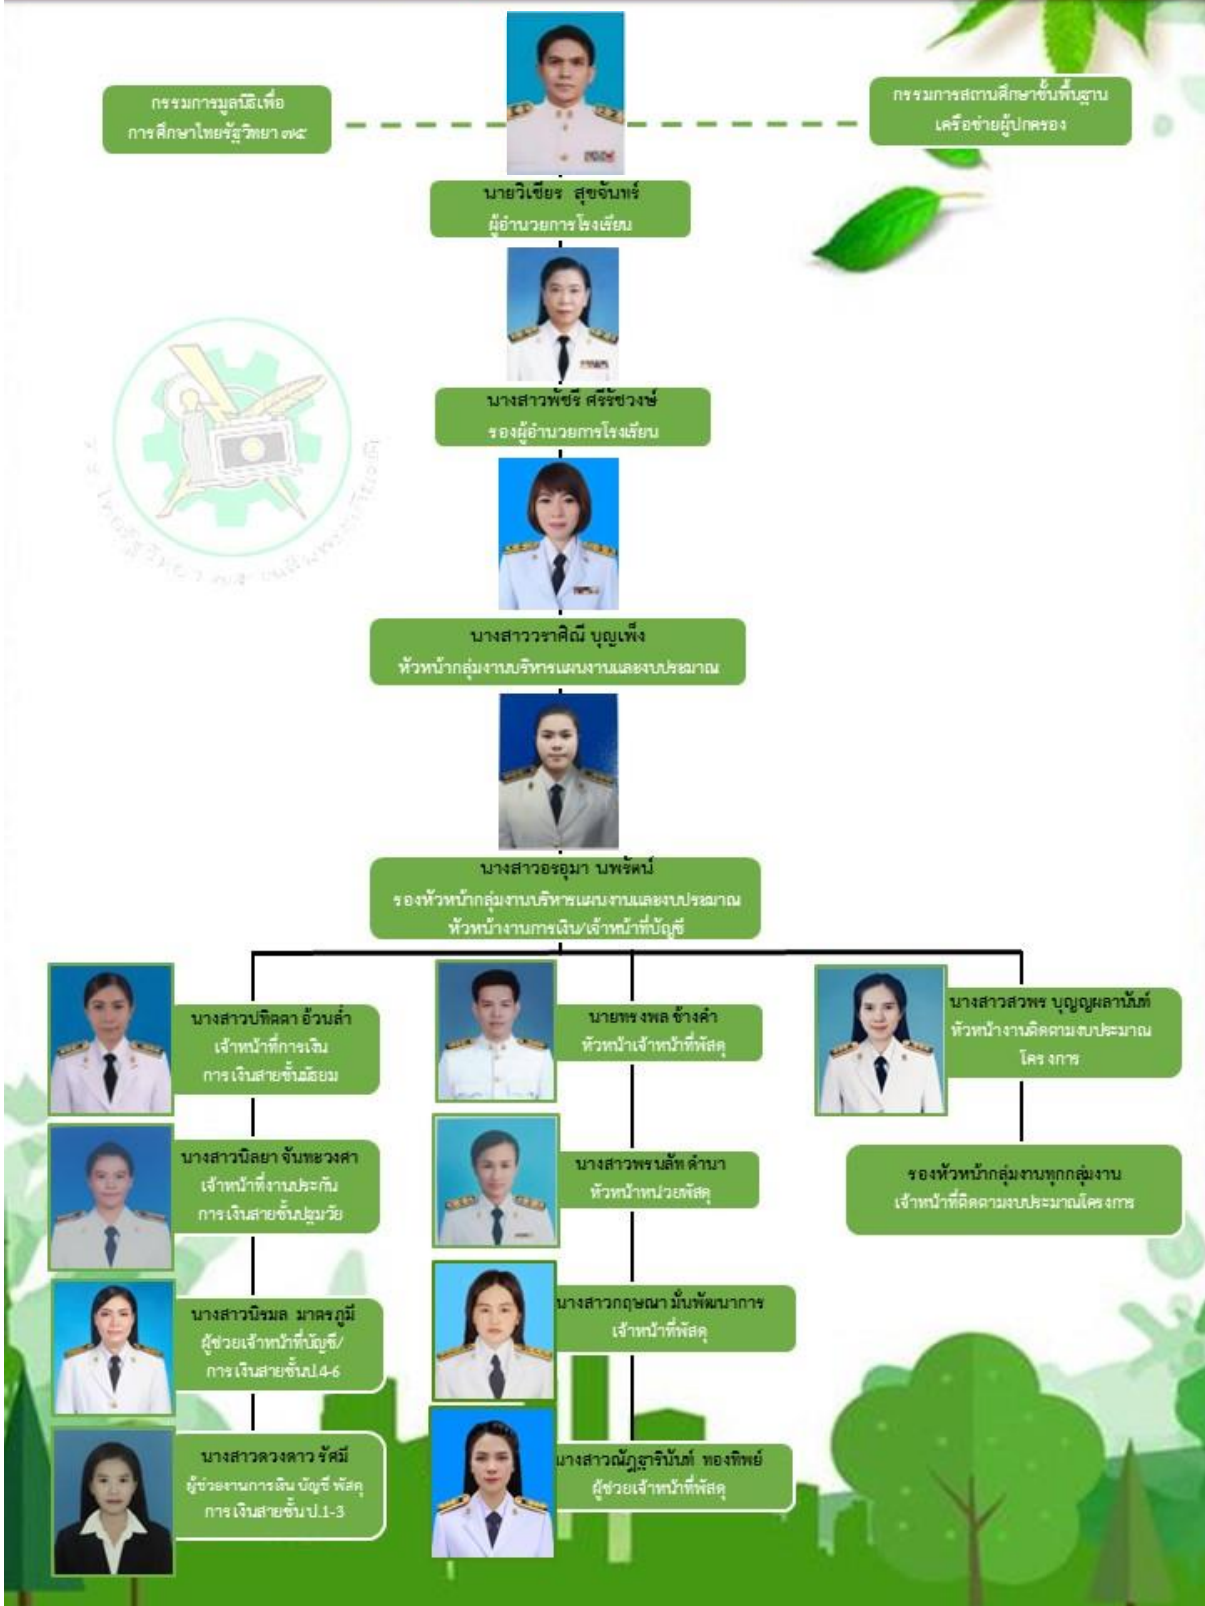 กรรมการมูลนิธิเพื่อ
การศึกษาไทยรัฐวิทยา ๗๕
กรรมการสถานศึกษาขั้นพื้นฐาน
เครือข่ายผู้ปกครอง
นายวิเชียร สุขจันทร์
ผู้อำนวยการโรงเรียน
นางสาวพัชรี ศรีรัชวงษ์
รองผู้อำนวยการโรงเรียน
นางสาววราศิณี บุญเพ็ง
หัวหน้ากลุ่มงานบริหารแผนงานและงบประมาณ
นางสาวอรอุมา นพรัตน์
รองหัวหน้ากลุ่มงานบริหารแผนงานและงบประมาณ
หัวหน้างานการเงิน/เจ้าหน้าที่บัญชี
นางสาวปทิตตา อ้วนล่ำ
เจ้าหน้าที่การเงิน
การเงินสายชั้นมัธยม
นางสาวนิลยา จันทะวงศา
เจ้าหน้าที่งานประกัน
การเงินสายชั้นปฐมวัย
นางสาวนิรมล มาตรภูมี
ผู้ช่วยเจ้าหน้าที่บัญชี/
การเงินสายชั้นป.4-6
นางสาวดวงดาว รัศมี
ผู้ช่วยงานการเงิน บัญชี พัสดุ
การเงินสายชั้น ป.1-3
นายทรงพล ช้างคำ
หัวหน้าเจ้าหน้าที่พัสดุ
นางสาวพรนลัท ดำนา
หัวหน้าหน่วยพัสดุ
นางสาวกฤษณา มั่นพัฒนาการ
เจ้าหน้าที่พัสดุ
นางสาวณัฏฐารินันท์ ทองทิพย์
ผู้ช่วยเจ้าหน้าที่พัสดุ
นางสาวสวพร บุญญผลานันท์
หัวหน้างานติดตามงบประมาณ
โครงการ
รองหัวหน้ากลุ่มงานทุกกลุ่มงาน
เจ้าหน้าที่ติดตามงบประมาณโครงการ